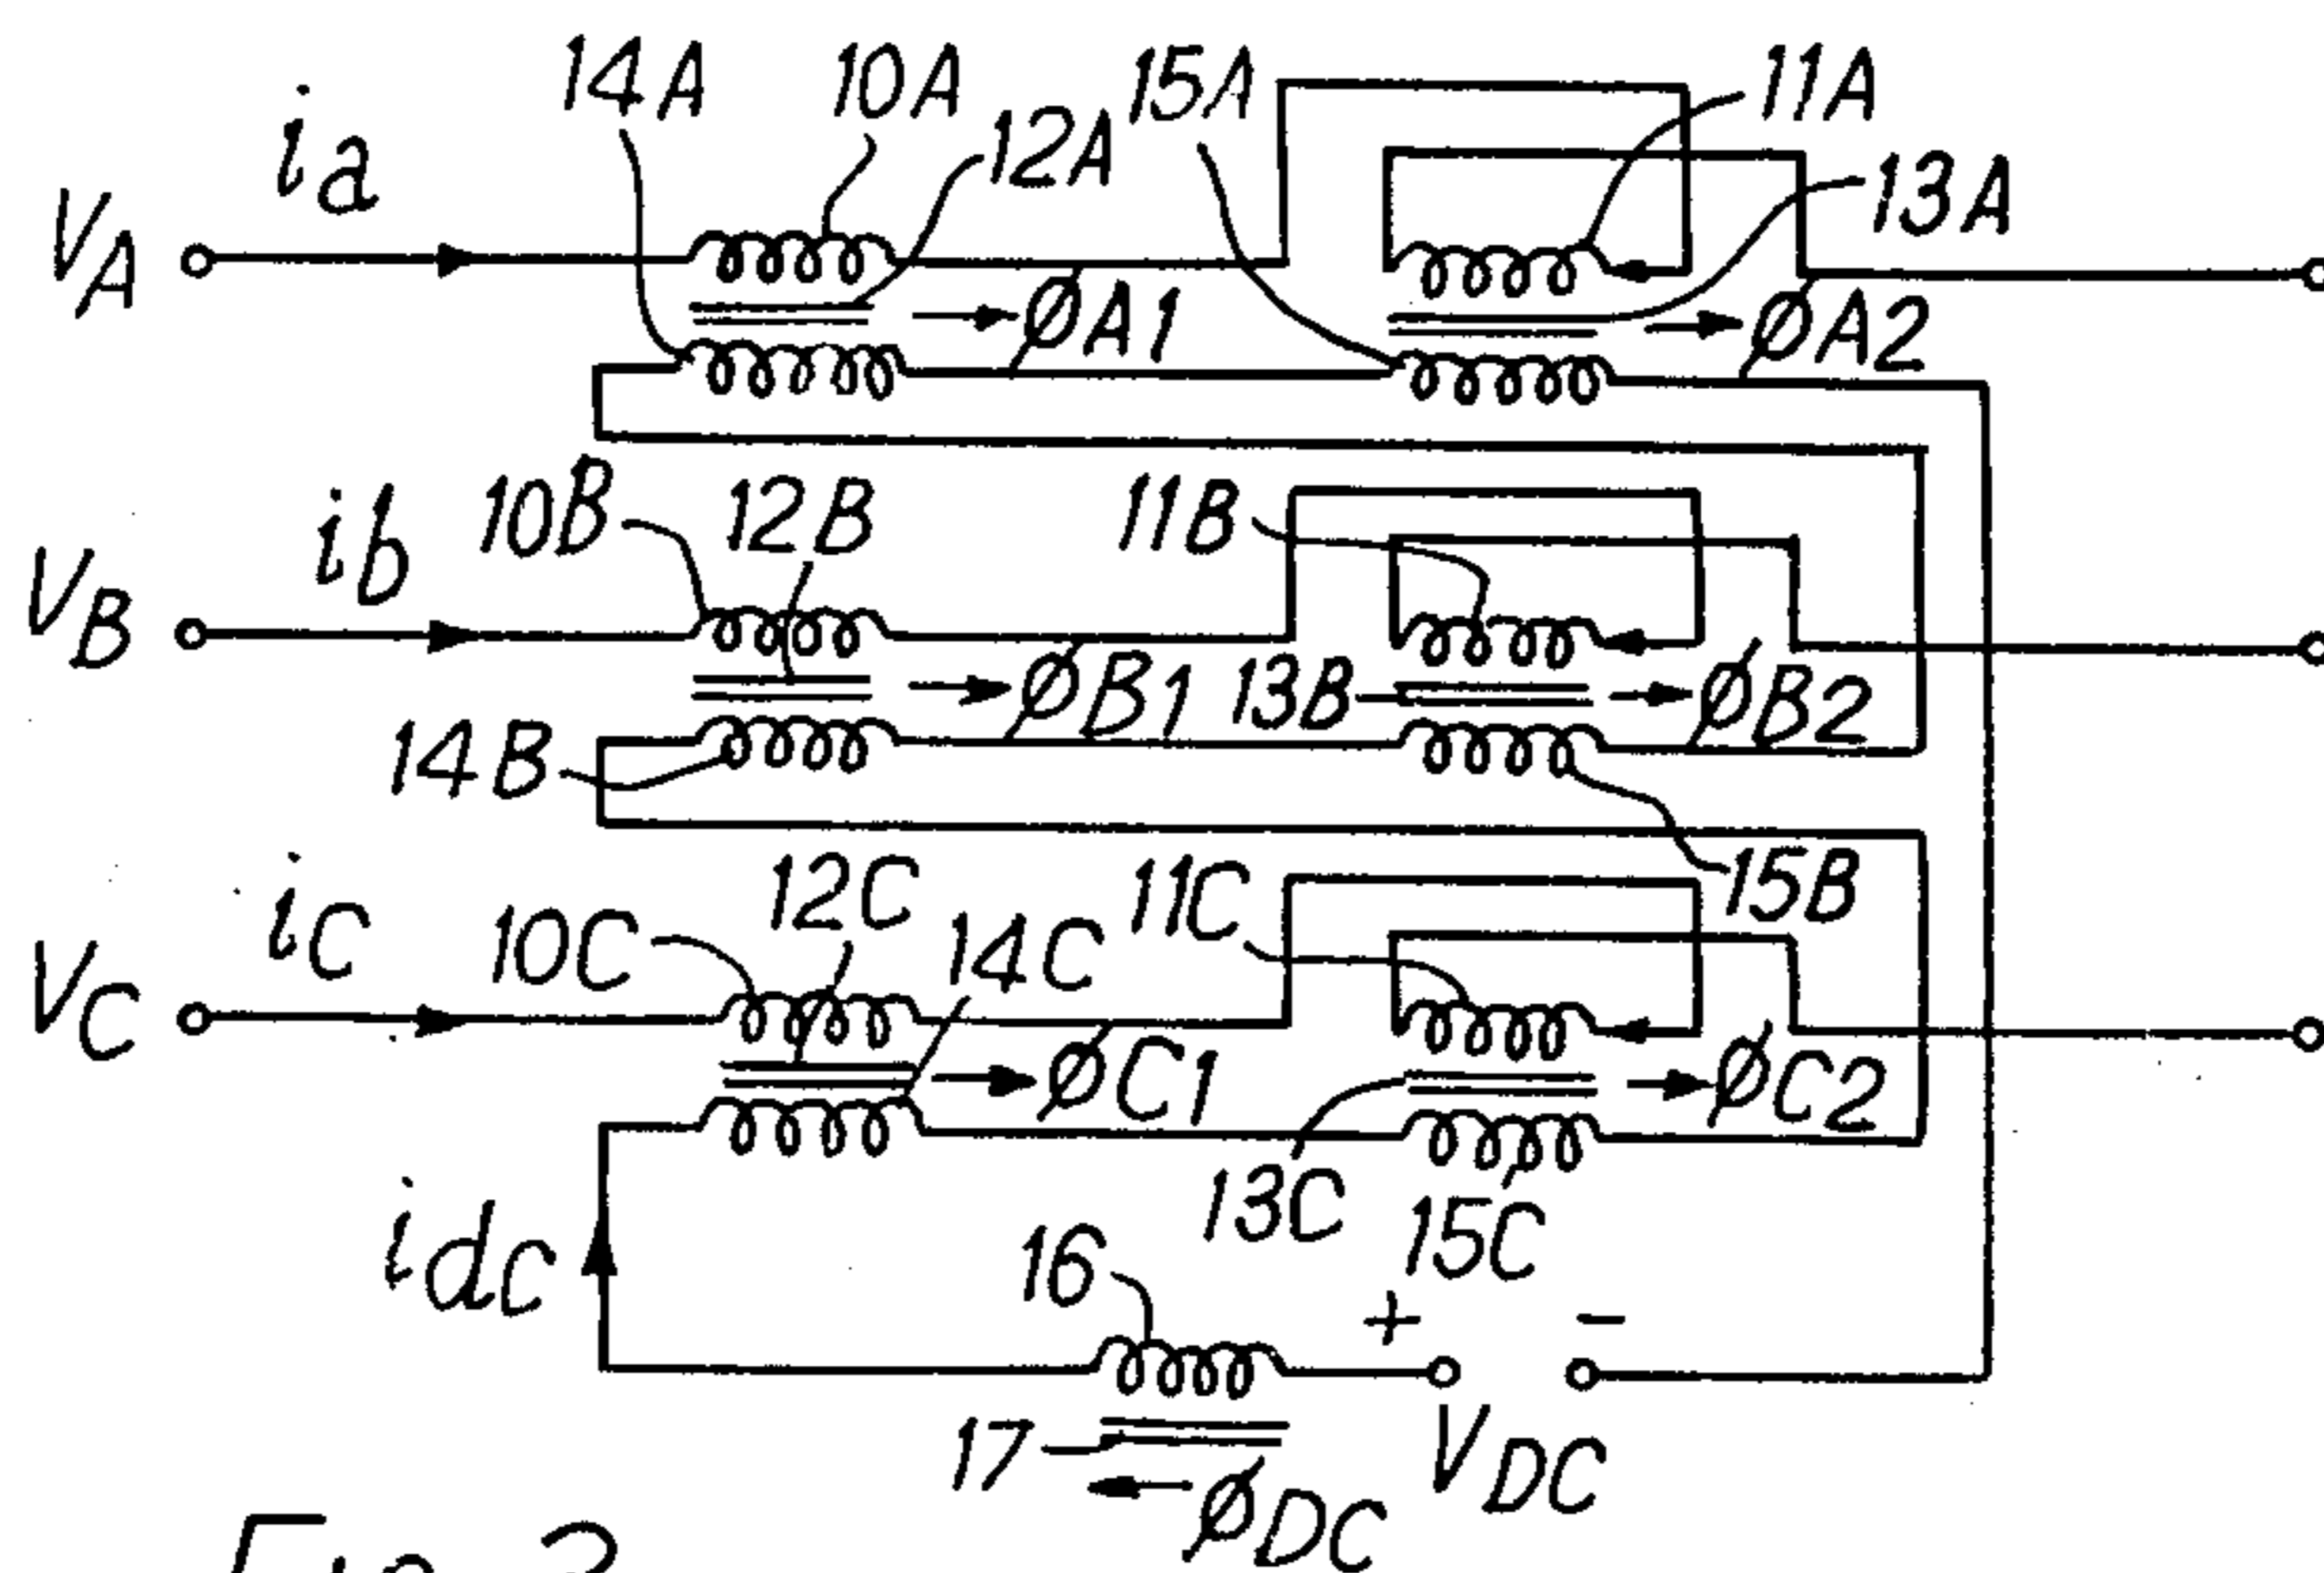 14A 10A 15A 11A
ia 12A 13A
VA
øA1 øA2
ib 10B 12B 11B
VB
øB1 13B øB2
14B
15B
iC 10C 12C 14C 11C
VC
øC1 øC2
13C 15C
idc 16 + −
17 VDC
øDC